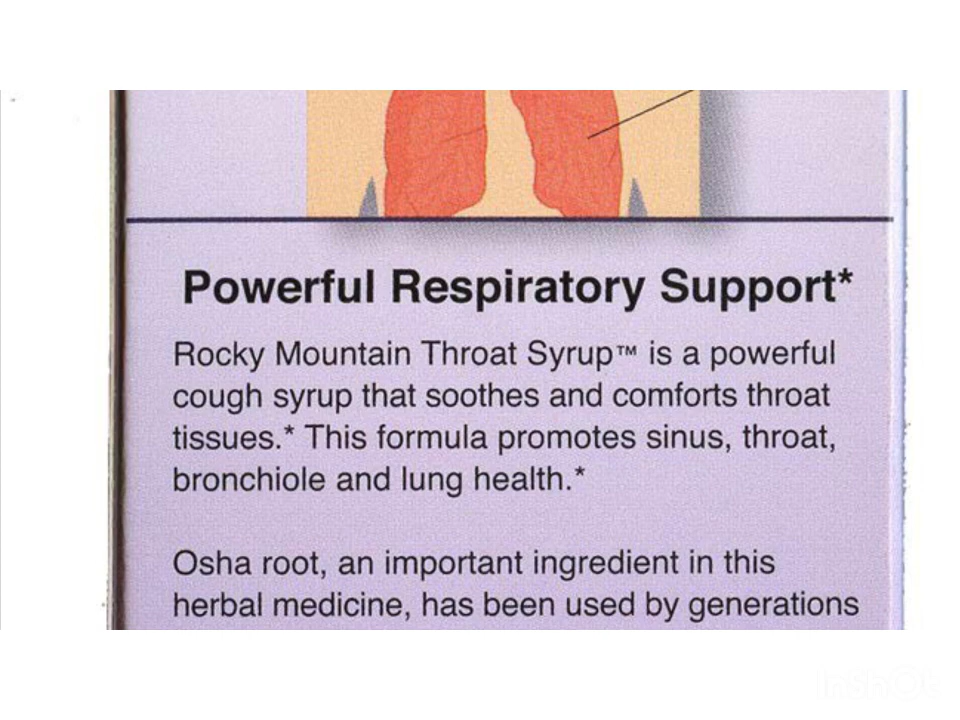 Powerful Respiratory Support*
Rocky Mountain Throat Syrup™ is a powerful
cough syrup that soothes and comforts throat
tissues.* This formula promotes sinus, throat,
bronchiole and lung health.*
Osha root, an important ingredient in this
herbal medicine, has been used by generations
InShOt